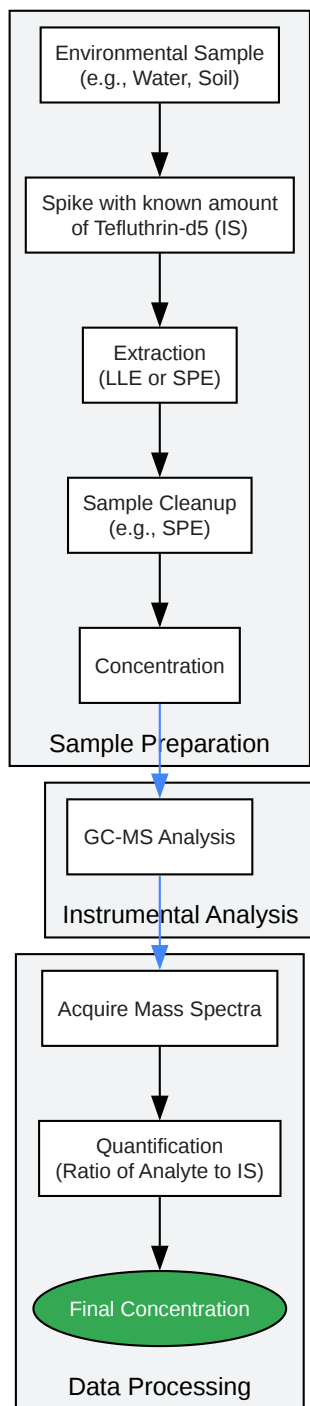 Environmental Sample
(e.g., Water, Soil)
Spike with known amount
of Tefluthrin-d5 (IS)
Extraction
(LLE or SPE)
Sample Cleanup
(e.g., SPE)
Concentration
Sample Preparation
GC-MS Analysis
Instrumental Analysis
Acquire Mass Spectra
Quantification
(Ratio of Analyte to IS)
Final Concentration
Data Processing